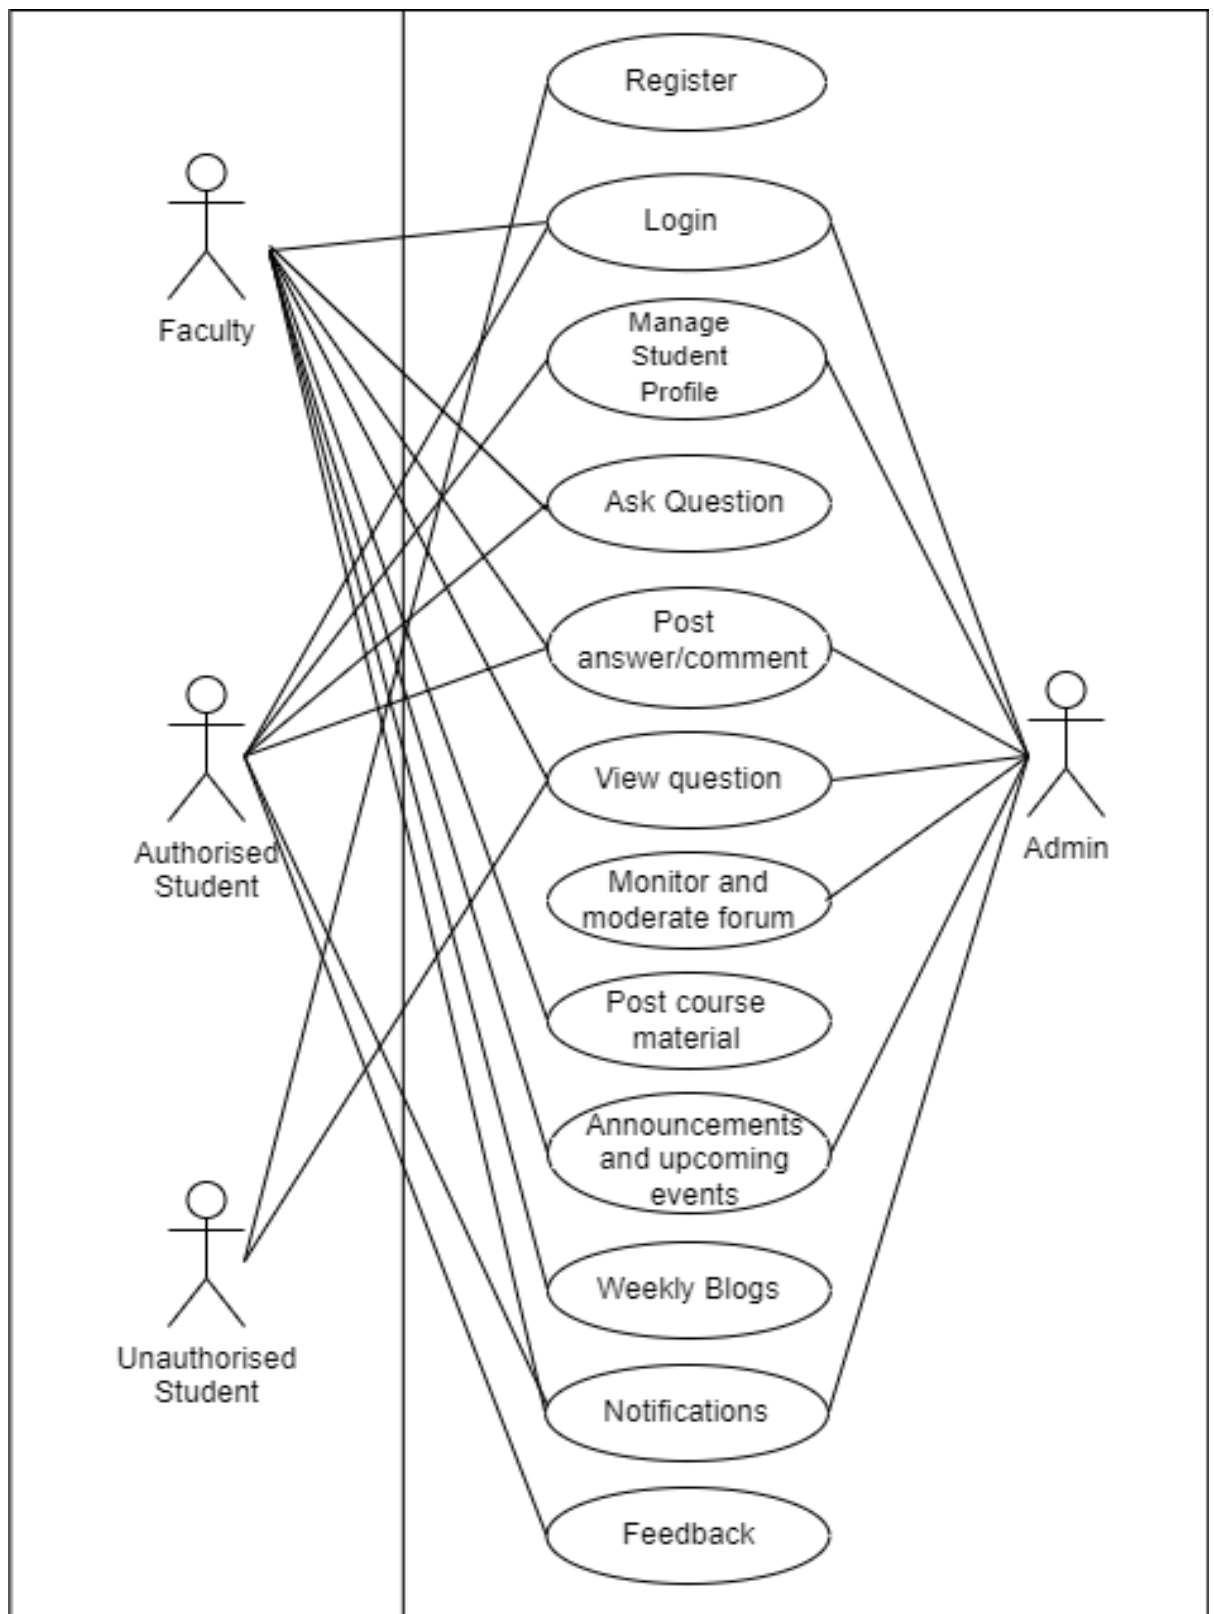 Register
Login
Manage
Student
Profile
Ask Question
Post
answer/comment
View question
Monitor and
moderate forum
Post course
material
Announcements
and upcoming
events
Weekly Blogs
Notifications
Feedback
Faculty
Authorised
Student
Unauthorised
Student
Admin